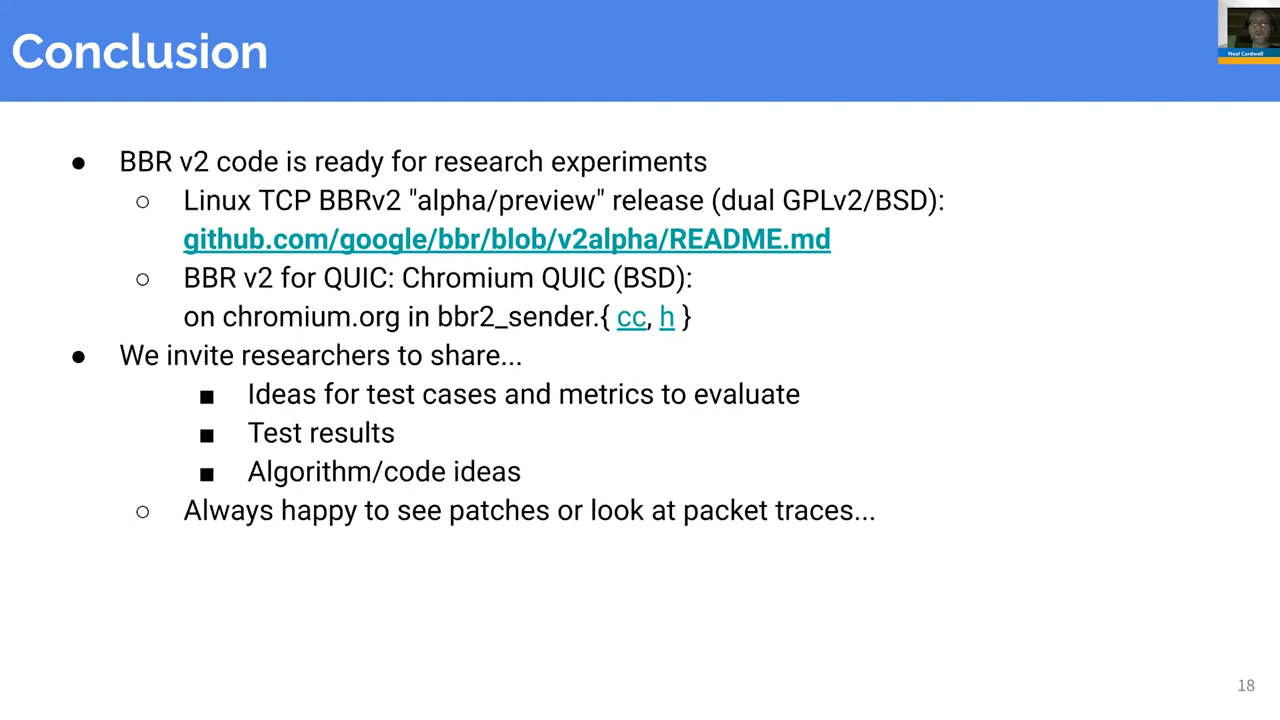 Conclusion
Neal Cardwell
● BBR v2 code is ready for research experiments
○ Linux TCP BBRv2 "alpha/preview" release (dual GPLv2/BSD):
github.com/google/bbr/blob/v2alpha/README.md
○ BBR v2 for QUIC: Chromium QUIC (BSD):
on chromium.org in bbr2_sender.{ cc, h }
● We invite researchers to share...
■ Ideas for test cases and metrics to evaluate
■ Test results
■ Algorithm/code ideas
○ Always happy to see patches or look at packet traces...
18